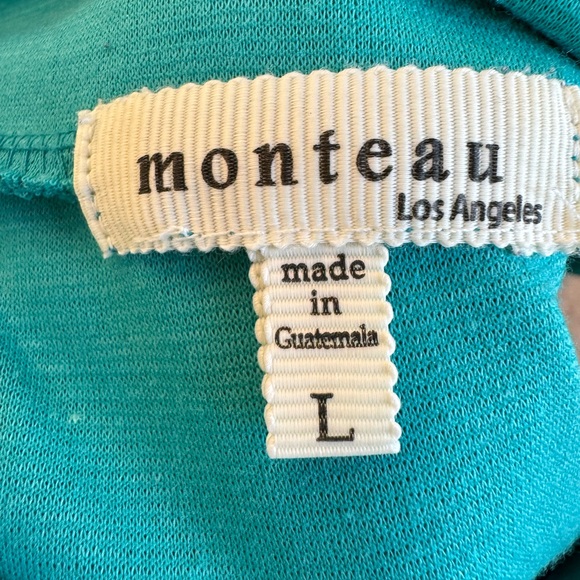 monteau
Los Angeles
made
in
Guatemala
L